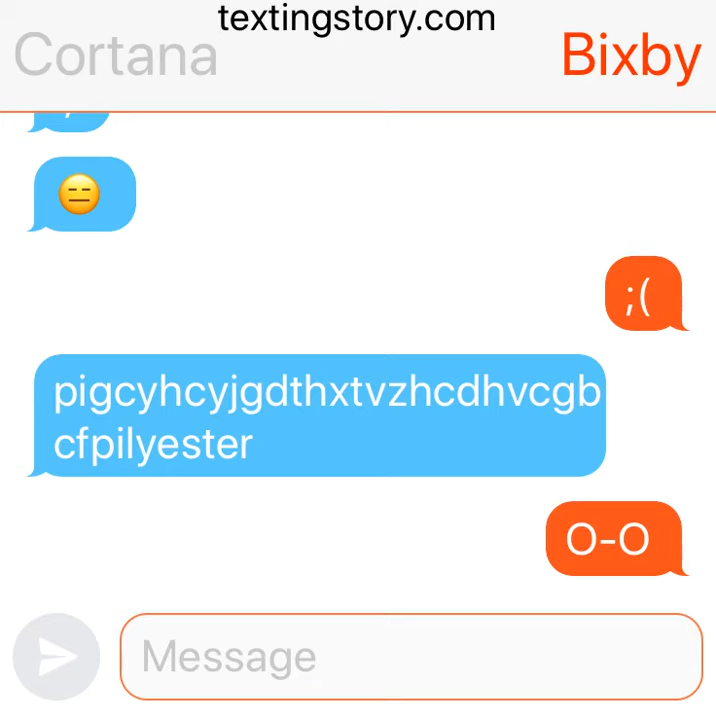 textingstory.com
Cortana
Bixby
😑
;(
pigcyhcyjgdthxtvzhcdhvcgb
cfpilyester
O-O
Message